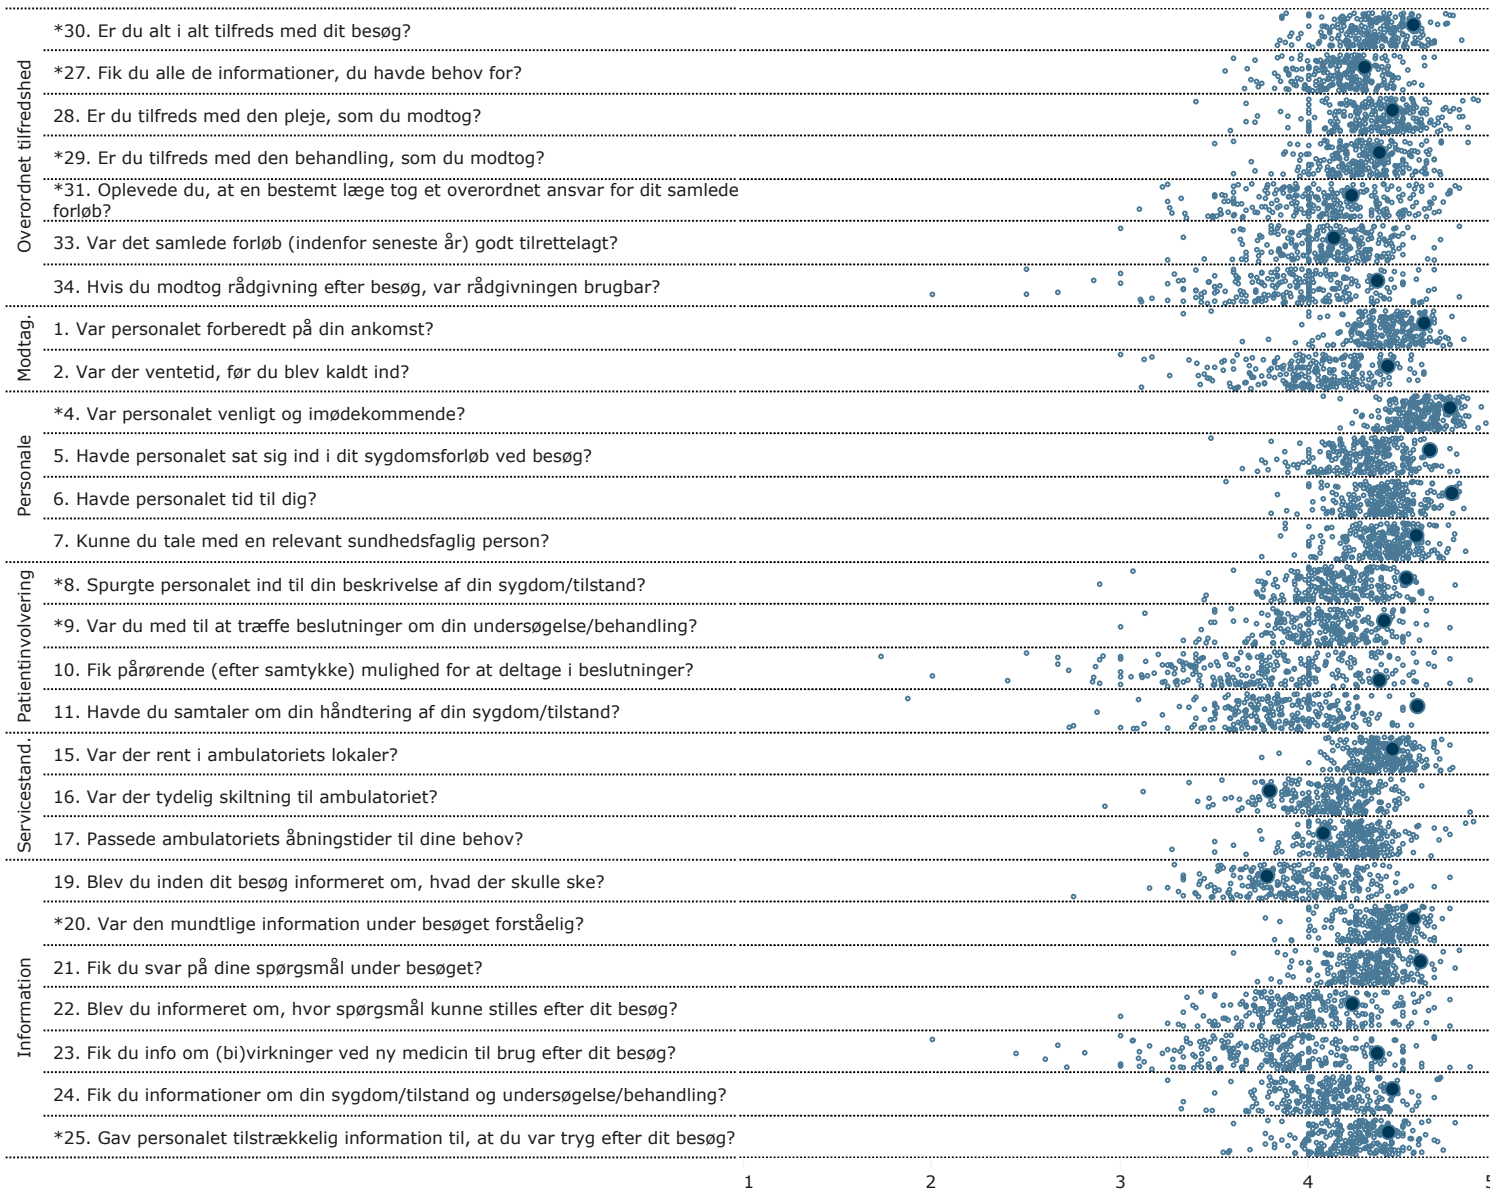 Overordnet tilfredshed
*30. Er du alt i alt tilfreds med dit besøg?
*27. Fik du alle de informationer, du havde behov for?
28. Er du tilfreds med den pleje, som du modtog?
*29. Er du tilfreds med den behandling, som du modtog?
*31. Oplevede du, at en bestemt læge tog et overordnet ansvar for dit samlede
forløb?
33. Var det samlede forløb (indenfor seneste år) godt tilrettelagt?
34. Hvis du modtog rådgivning efter besøg, var rådgivningen brugbar?
Modtag.
1. Var personalet forberedt på din ankomst?
2. Var der ventetid, før du blev kaldt ind?
Personale
*4. Var personalet venligt og imødekommende?
5. Havde personalet sat sig ind i dit sygdomsforløb ved besøg?
6. Havde personalet tid til dig?
7. Kunne du tale med en relevant sundhedsfaglig person?
Patientinvolvering
*8. Spurgte personalet ind til din beskrivelse af din sygdom/tilstand?
*9. Var du med til at træffe beslutninger om din undersøgelse/behandling?
10. Fik pårørende (efter samtykke) mulighed for at deltage i beslutninger?
11. Havde du samtaler om din håndtering af din sygdom/tilstand?
Servicestand.
15. Var der rent i ambulatoriets lokaler?
16. Var der tydelig skiltning til ambulatoriet?
17. Passede ambulatoriets åbningstider til dine behov?
Information
19. Blev du inden dit besøg informeret om, hvad der skulle ske?
*20. Var den mundtlige information under besøget forståelig?
21. Fik du svar på dine spørgsmål under besøget?
22. Blev du informeret om, hvor spørgsmål kunne stilles efter dit besøg?
23. Fik du info om (bi)virkninger ved ny medicin til brug efter dit besøg?
24. Fik du informationer om din sygdom/tilstand og undersøgelse/behandling?
*25. Gav personalet tilstrækkelig information til, at du var tryg efter dit besøg?
1 2 3 4 5